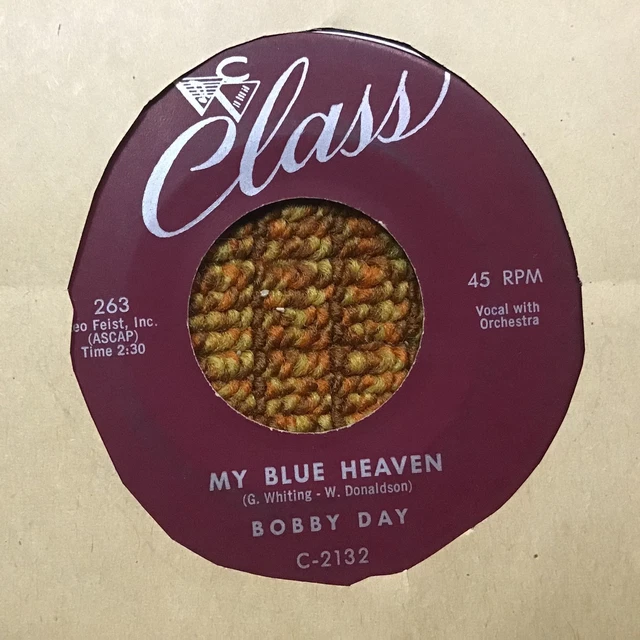 Class
263
eo Feist, Inc.
(ASCAP)
Time 2:30
45 RPM
Vocal with
Orchestra
MY BLUE HEAVEN
(G. Whiting - W. Donaldson)
BOBBY DAY
C-2132